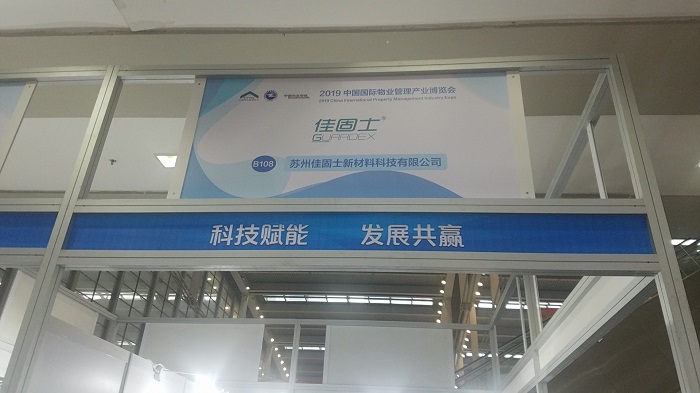 2019 中国国际物业管理产业博览会
2019 China International Property Management Industry Expo
佳固士®
GUARDEX
B108 苏州佳固士新材料科技有限公司
科技赋能 发展共赢